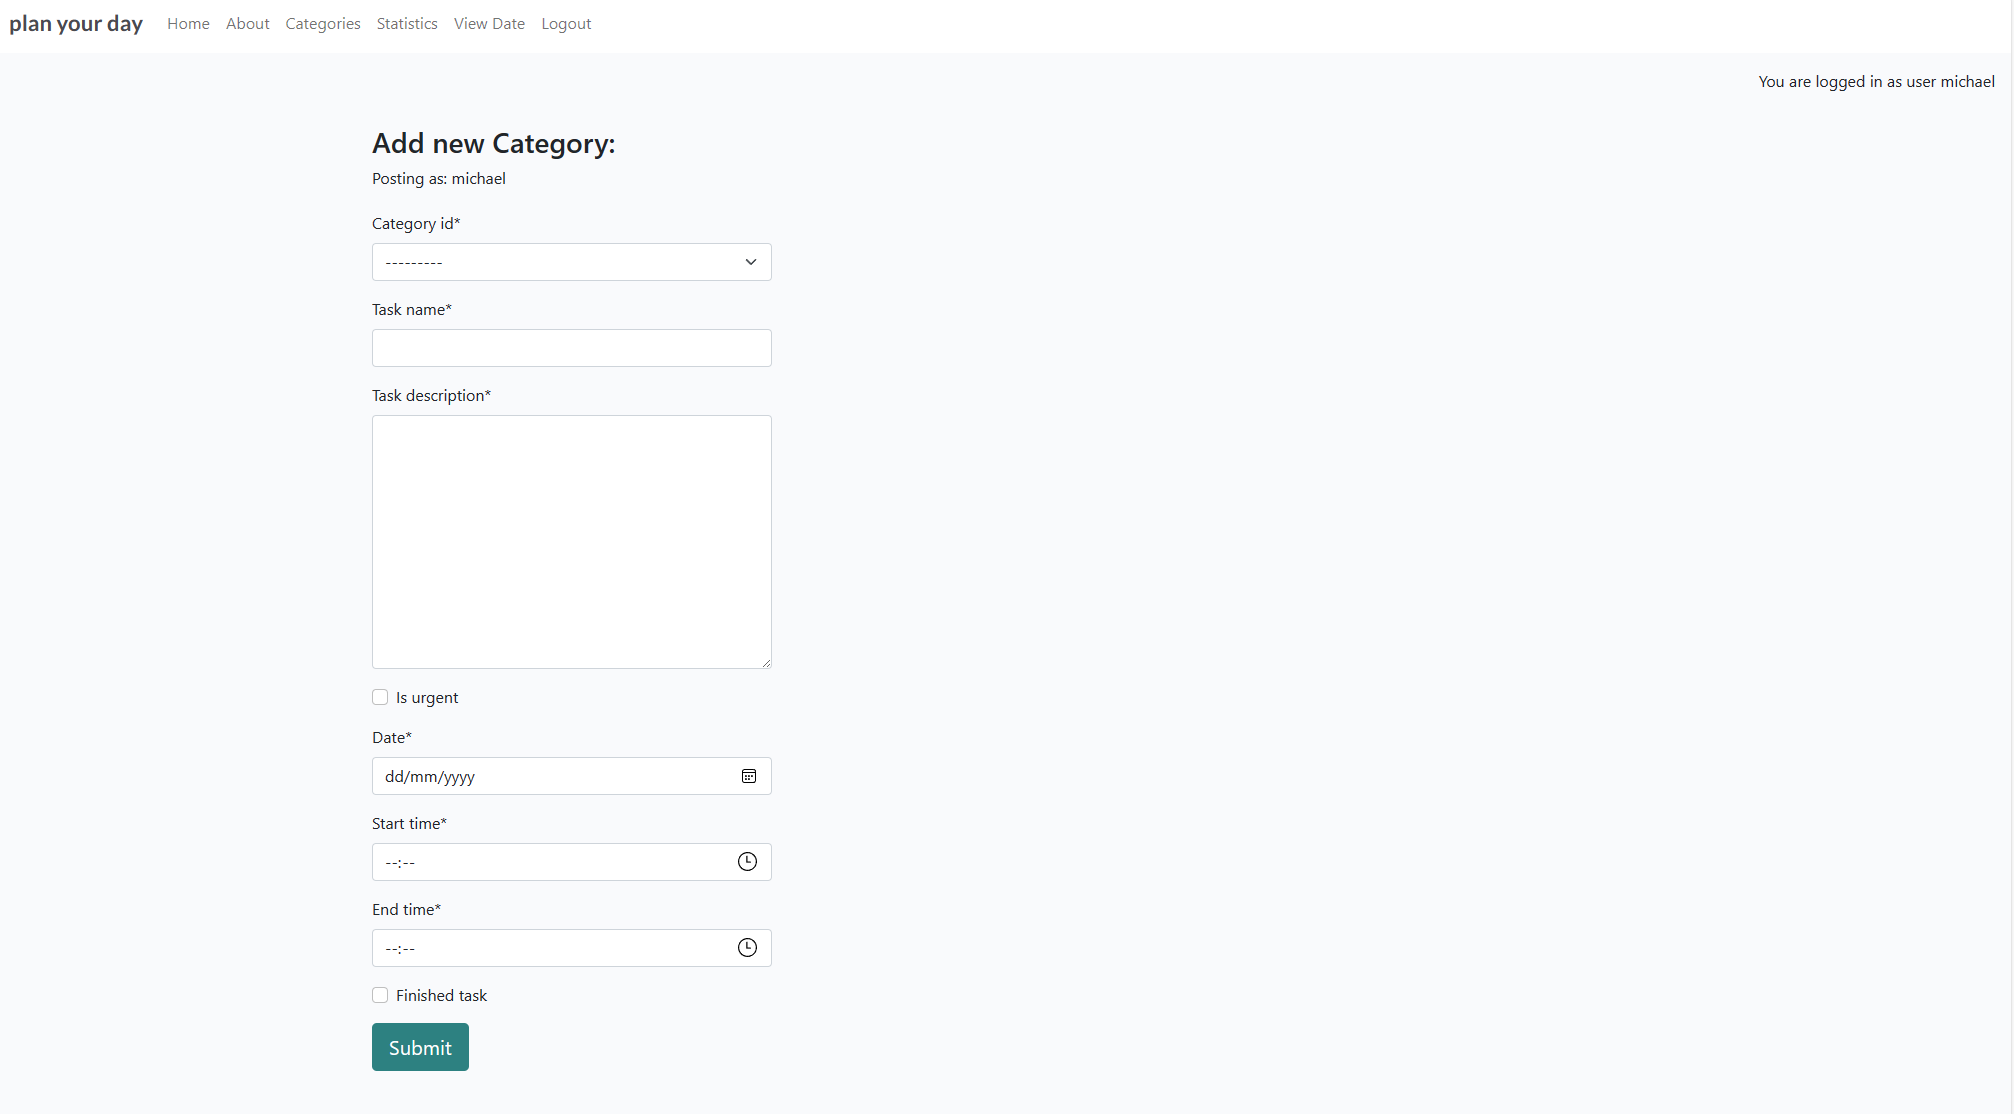 plan your day Home About Categories Statistics View Date Logout
You are logged in as user michael
Add new Category:
Posting as: michael
Category id*
---------
Task name*
Task description*
Is urgent
Date*
dd/mm/yyyy
Start time*
--:--
End time*
--:--
Finished task
Submit